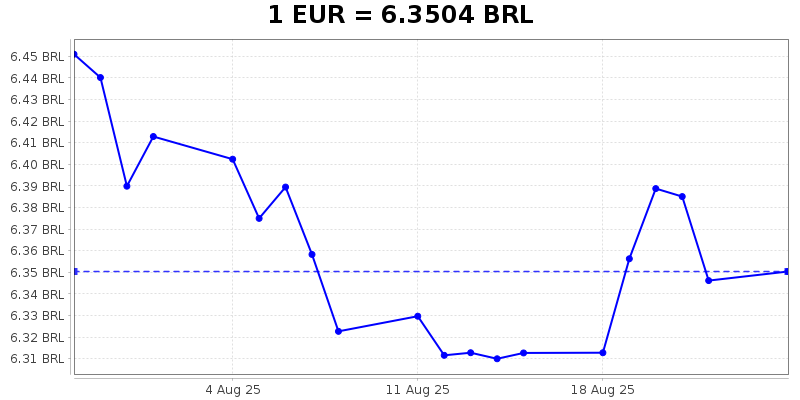 1 EUR = 6.3504 BRL
6.45 BRL
6.44 BRL
6.43 BRL
6.42 BRL
6.41 BRL
6.40 BRL
6.39 BRL
6.38 BRL
6.37 BRL
6.36 BRL
6.35 BRL
6.34 BRL
6.33 BRL
6.32 BRL
6.31 BRL
4 Aug 25
11 Aug 25
18 Aug 25